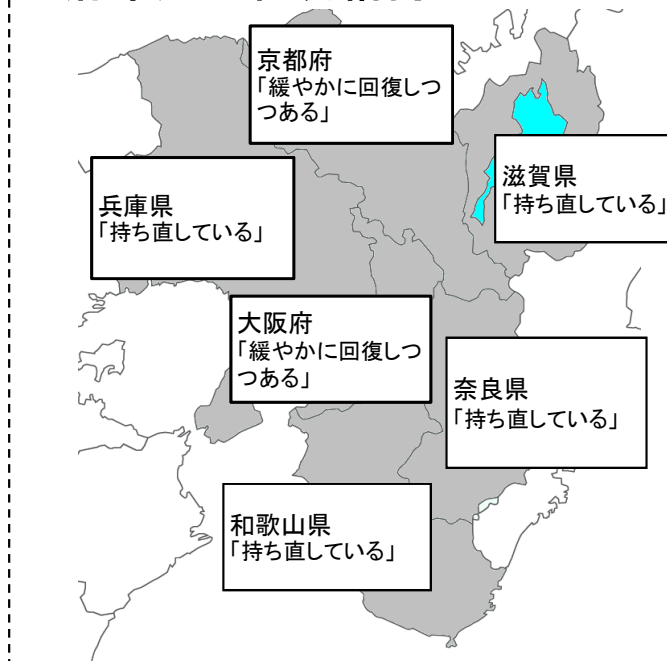 京都府
「緩やかに回復しつ
つある」
滋賀県
「持ち直している」
兵庫県
「持ち直している」
大阪府
「緩やかに回復しつ
つある」
奈良県
「持ち直している」
和歌山県
「持ち直している」